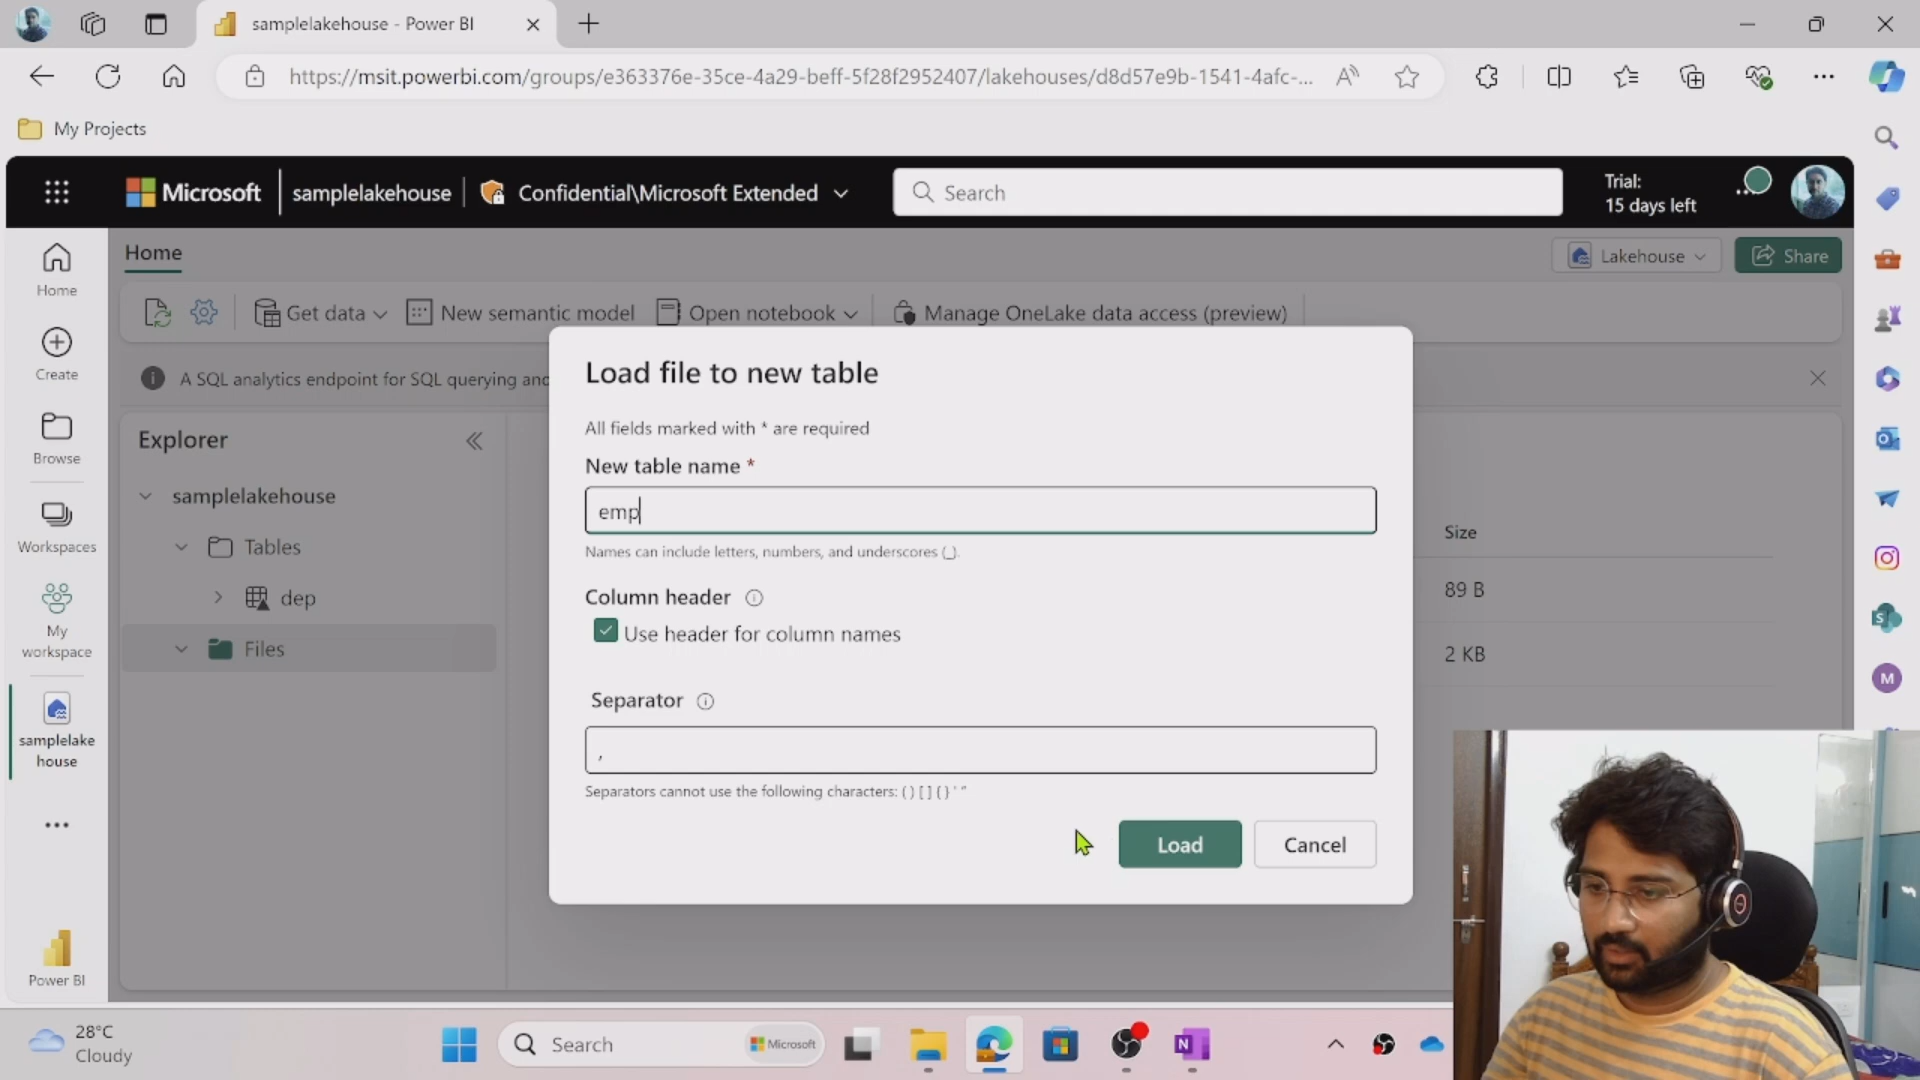 samplelakehouse - Power BI
https://msit.powerbi.com/groups/e363376e-35ce-4a29-beff-5f28f2952407/lakehouses/d8d57e9b-1541-4afc-...
My Projects
Microsoft
samplelakehouse
Confidential\Microsoft Extended
Search
Trial:
15 days left
Home
Create
Browse
Workspaces
My
workspace
samplelake
house
Power BI
Home
Lakehouse
Share
Get data
New semantic model
Open notebook
Manage OneLake data access (preview)
A SQL analytics endpoint for SQL querying and
Explorer
samplelakehouse
Tables
dep
Files
Load file to new table
All fields marked with * are required
New table name *
emp
Names can include letters, numbers, and underscores (_).
Column header
Use header for column names
Separator
,
Separators cannot use the following characters: ( ) [ ] { } ' "
Load
Cancel
Size
89 B
2 KB
M
28°C
Cloudy
Search
Microsoft
N